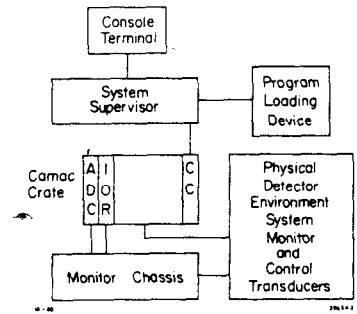 Console
Terminal
System
Supervisor
Program
Loading
Device
Camac
Crate
A
D
C
I
O
R
C
C
Physical
Detector
Environment
System
Monitor
and
Control
Transducers
Monitor Chassis